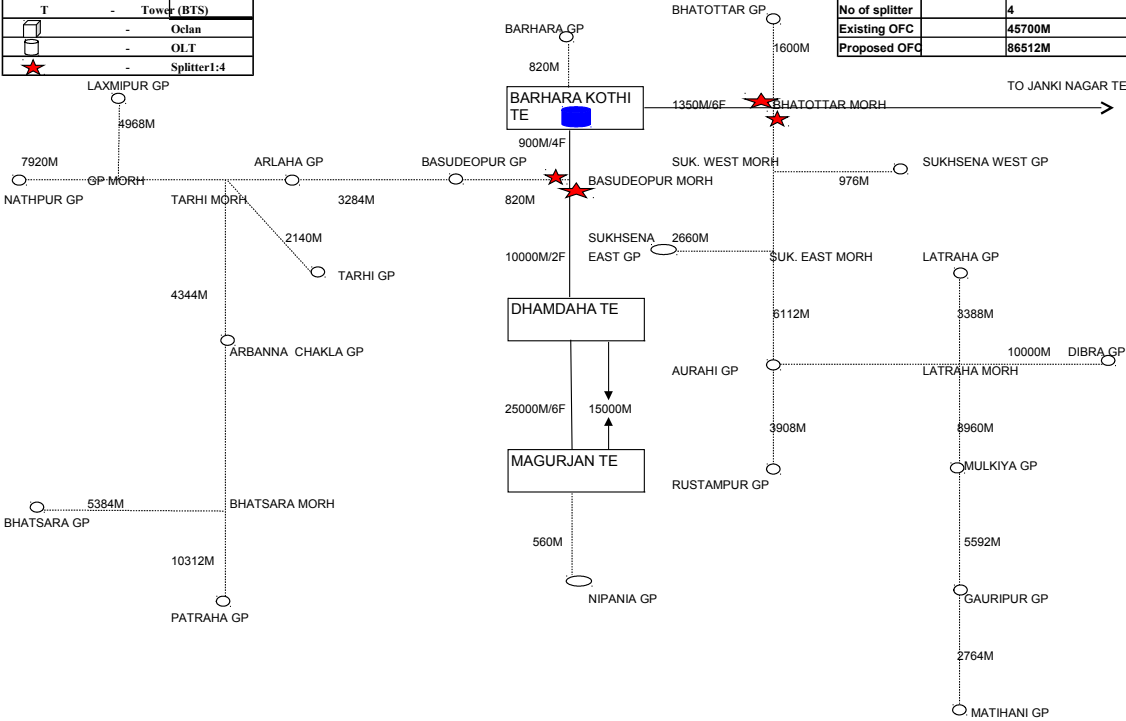 T - Tower (BTS)
- Oclan
- OLT
- Splitter1:4
No of splitter 4
Existing OFC 45700M
Proposed OFC 86512M
BHATOTTAR GP
BARHARA GP
1600M
820M
LAXMIPUR GP
TO JANKI NAGAR TE
BARHARA KOTHI
TE
1350M/6F
BHATOTTAR MORH
4968M
900M/4F
7920M
ARLAHA GP
BASUDEOPUR GP
SUK. WEST MORH
SUKHSENA WEST GP
GP MORH
BASUDEOPUR MORH
976M
NATHPUR GP
TARHI MORH
3284M
820M
2140M
SUKHSENA
EAST GP
2660M
10000M/2F
SUK. EAST MORH
LATRAHA GP
TARHI GP
4344M
DHAMDAHA TE
6112M
3388M
ARBANNA CHAKLA GP
10000M
DIBRA GP
AURAHI GP
LATRAHA MORH
25000M/6F
15000M
3908M
8960M
MAGURJAN TE
MULKIYA GP
RUSTAMPUR GP
5384M
BHATSARA MORH
BHATSARA GP
560M
5592M
10312M
NIPANIA GP
GAURIPUR GP
PATRAHA GP
2764M
MATIHANI GP